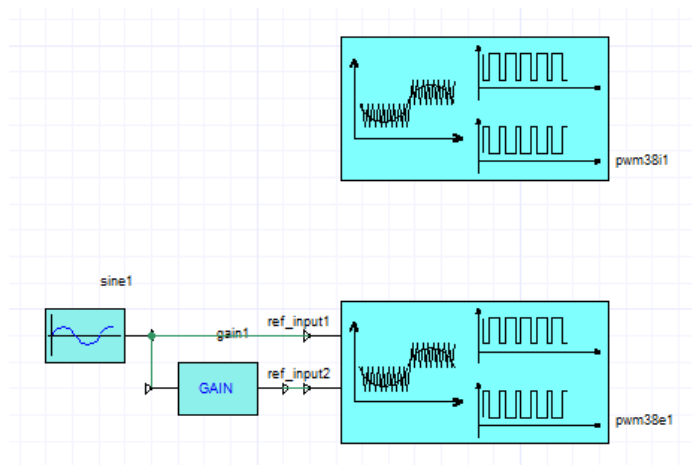 pwm38i1
sine1
gain1
ref_input1
ref_input2
GAIN
pwm38e1